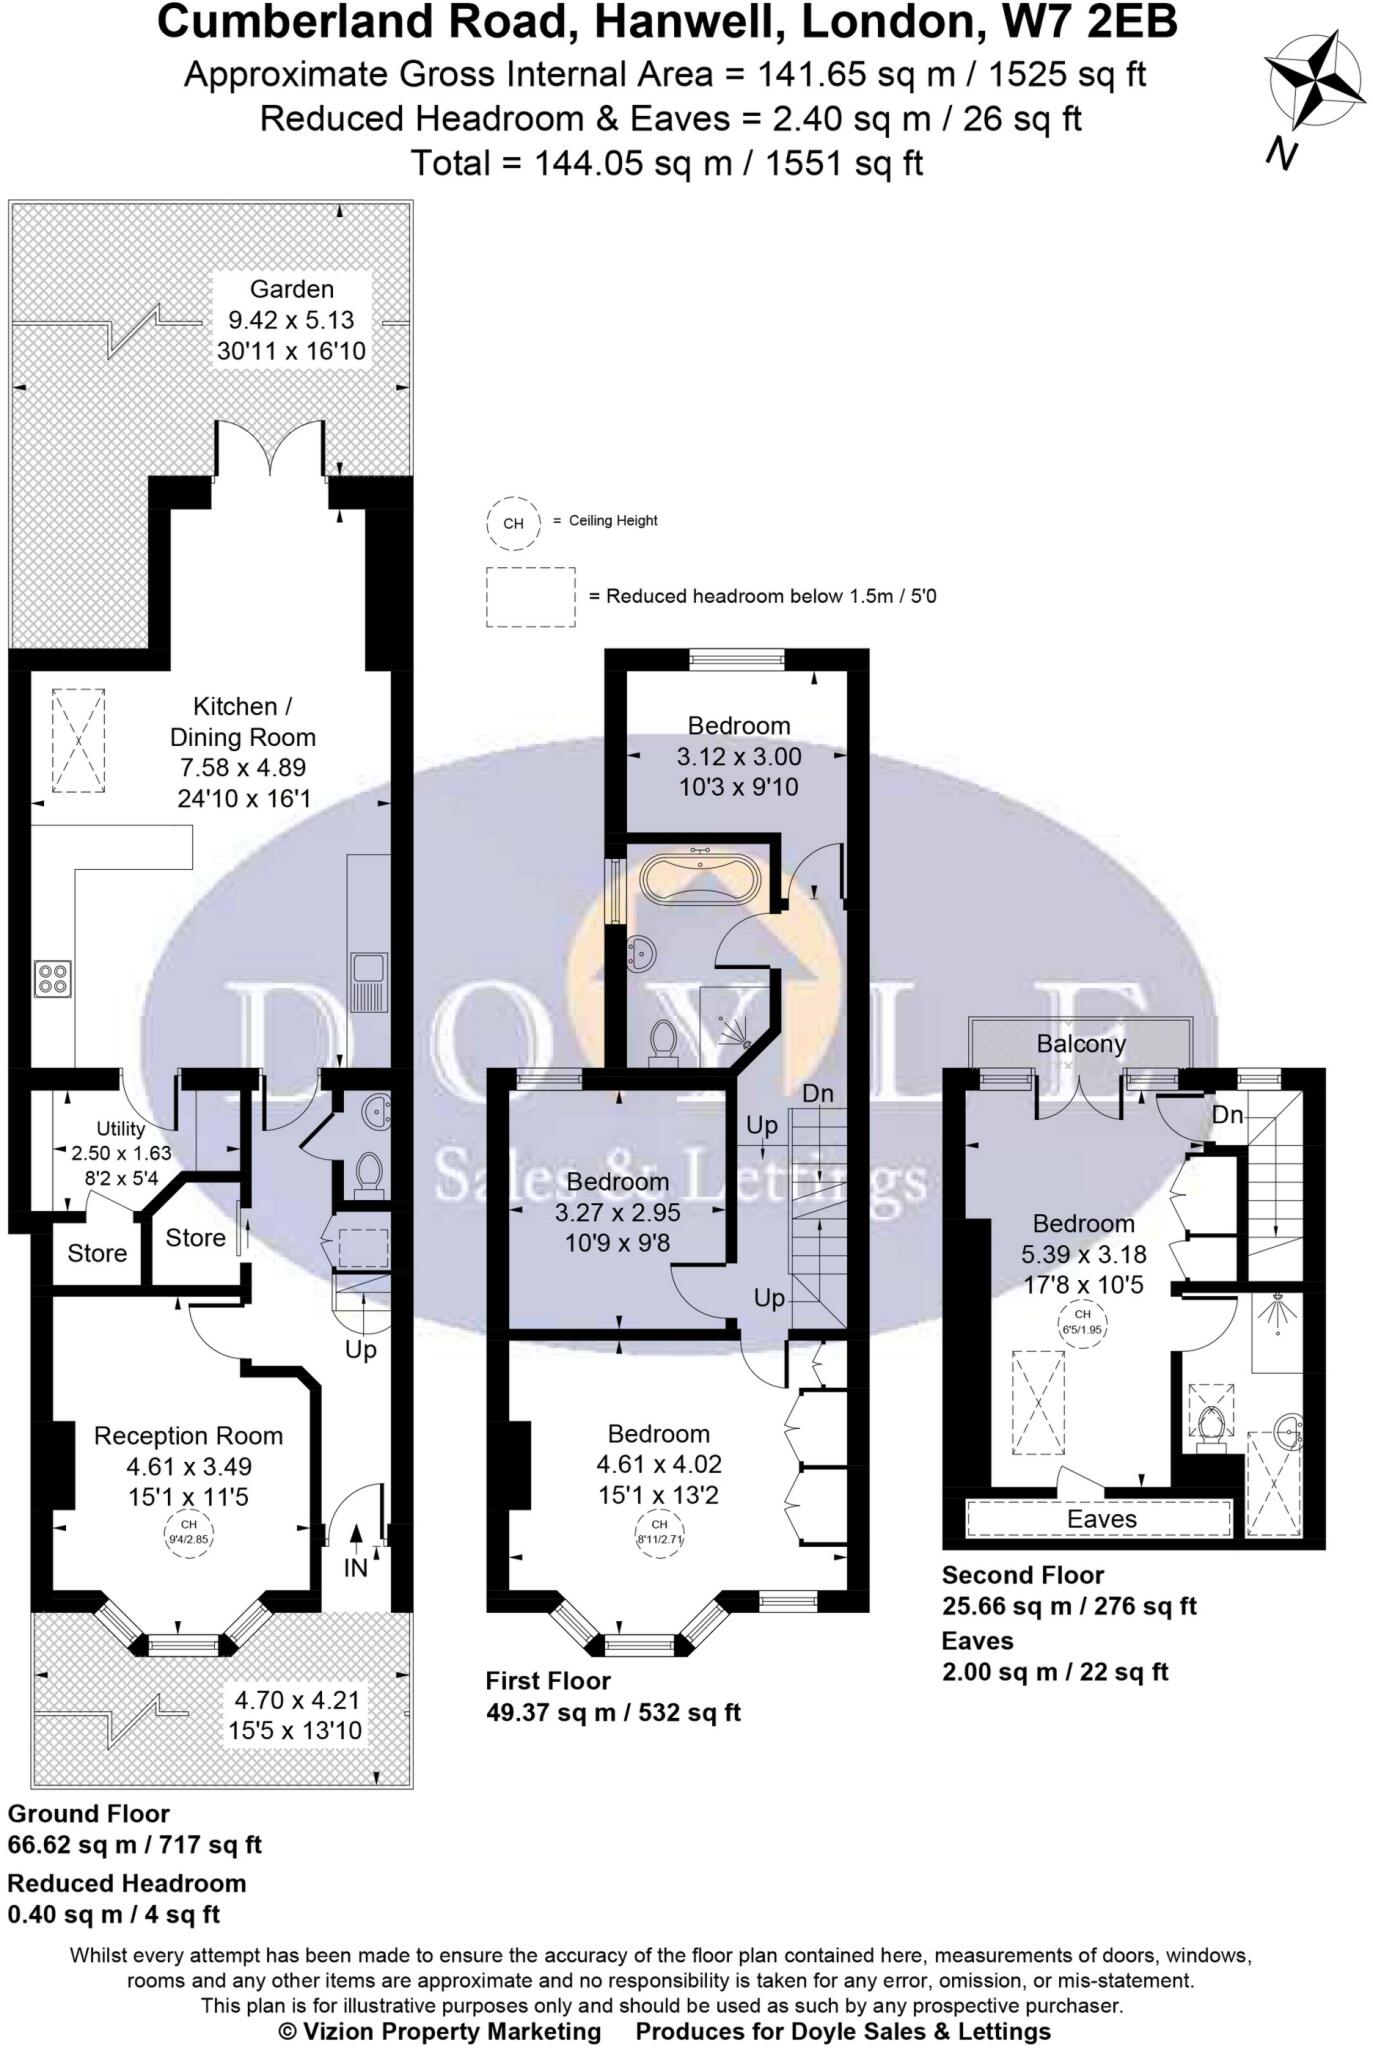 Cumberland Road, Hanwell, London, W7 2EB
Approximate Gross Internal Area = 141.65 sq m / 1525 sq ft
Reduced Headroom & Eaves = 2.40 sq m / 26 sq ft
Total = 144.05 sq m / 1551 sq ft
N
Garden
9.42 x 5.13
30'11 x 16'10
CH
= Ceiling Height
= Reduced headroom below 1.5m / 5'0
Kitchen /
Dining Room
7.58 x 4.89
24'10 x 16'1
Utility
2.50 x 1.63
8'2 x 5'4
Store
Store
Up
Reception Room
4.61 x 3.49
15'1 x 11'5
CH
9'4/2.85
IN
4.70 x 4.21
15'5 x 13'10
Ground Floor
66.62 sq m / 717 sq ft
Reduced Headroom
0.40 sq m / 4 sq ft
Bedroom
3.12 x 3.00
10'3 x 9'10
DOYLE
Sales & Lettings
Dn
Up
Bedroom
3.27 x 2.95
10'9 x 9'8
Up
Bedroom
4.61 x 4.02
15'1 x 13'2
CH
8'11/2.71
First Floor
49.37 sq m / 532 sq ft
Balcony
Dn
Bedroom
5.39 x 3.18
17'8 x 10'5
CH
6'5/1.95
Eaves
Second Floor
25.66 sq m / 276 sq ft
Eaves
2.00 sq m / 22 sq ft
Whilst every attempt has been made to ensure the accuracy of the floor plan contained here, measurements of doors, windows,
rooms and any other items are approximate and no responsibility is taken for any error, omission, or mis-statement.
This plan is for illustrative purposes only and should be used as such by any prospective purchaser.
© Vizion Property Marketing Produces for Doyle Sales & Lettings